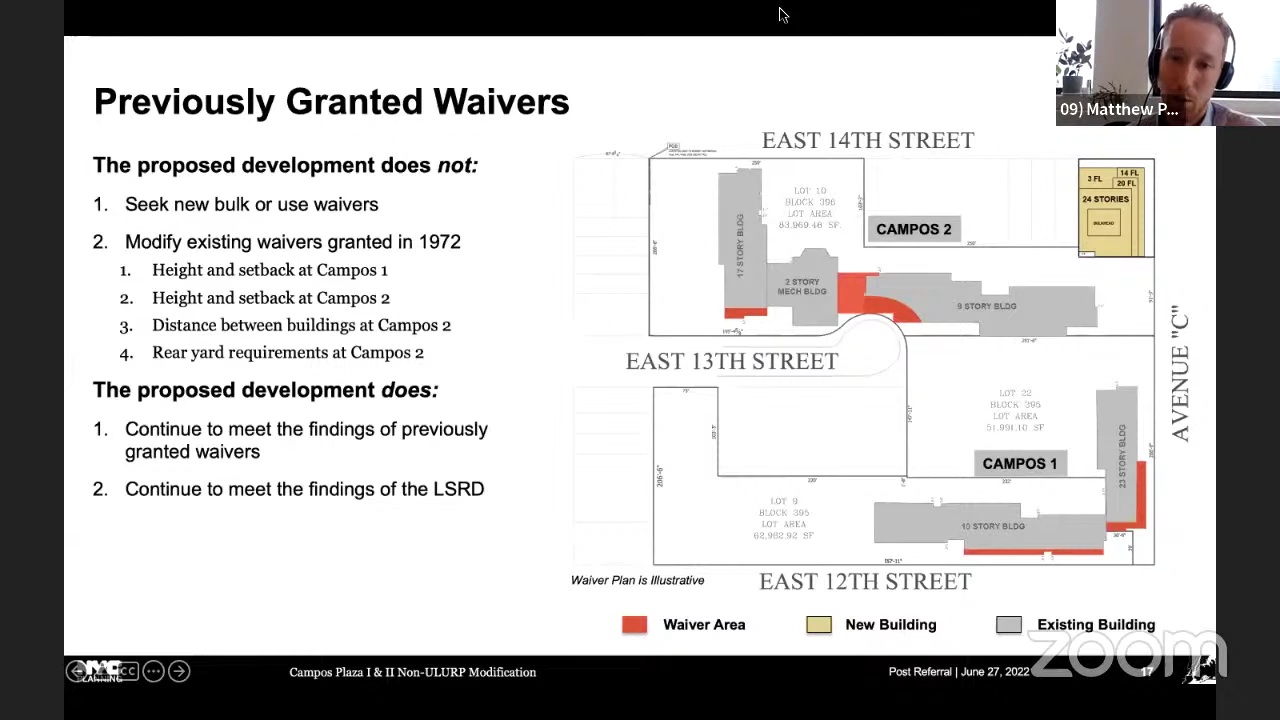 09) Matthew P...
Previously Granted Waivers
The proposed development does not:
1. Seek new bulk or use waivers
2. Modify existing waivers granted in 1972
1. Height and setback at Campos 1
2. Height and setback at Campos 2
3. Distance between buildings at Campos 2
4. Rear yard requirements at Campos 2
The proposed development does:
1. Continue to meet the findings of previously
granted waivers
2. Continue to meet the findings of the LSRD
EAST 14TH STREET
3 FL
14 FL
20 FL
24 STORIES
LOT 10
BLOCK 396
LOT AREA
83,969.48 SF.
CAMPOS 2
17 STORY BLDG
2 STORY
MECH BLDG
9 STORY BLDG
EAST 13TH STREET
AVENUE "C"
LOT 22
BLOCK 395
LOT AREA
51,991.10 SF
CAMPOS 1
23 STORY BLDG
206'-6"
LOT 9
BLOCK 395
LOT AREA
62,962.92 SF
10 STORY BLDG
Waiver Plan is Illustrative
EAST 12TH STREET
Waiver Area
New Building
Existing Building
zoom
NYC
PLANNING
CC
Campos Plaza I & II Non-ULURP Modification
Post Referral | June 27, 2022
17